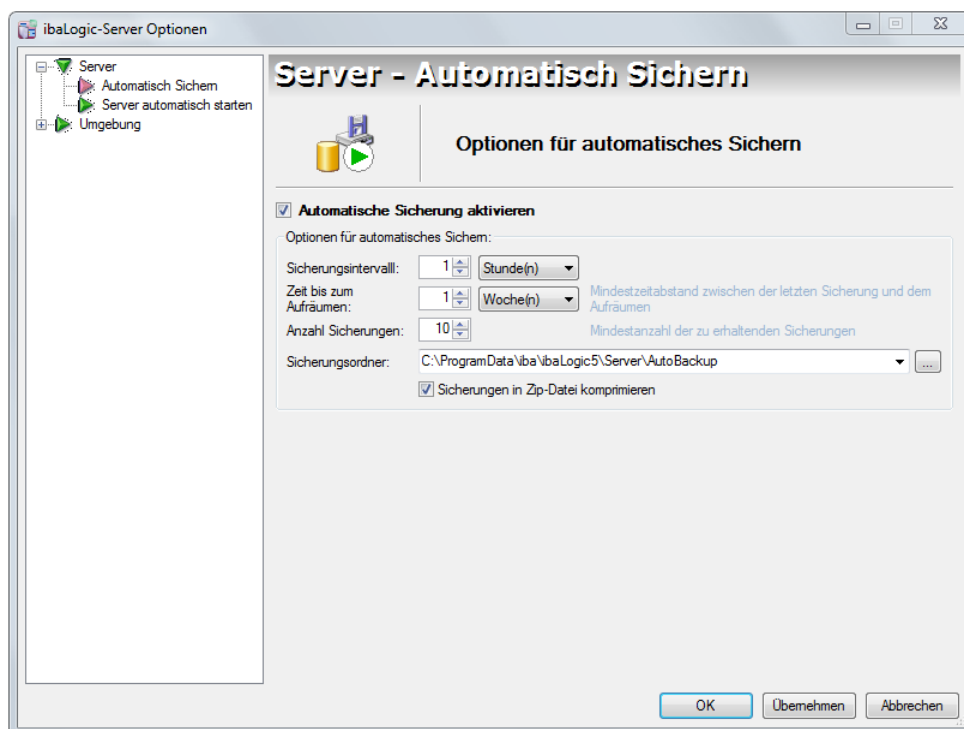 ibaLogic-Server Optionen
Server
Automatisch Sichern
Server automatisch starten
Umgebung
Server - Automatisch Sichern
Optionen für automatisches Sichern
Automatische Sicherung aktivieren
Optionen für automatisches Sichern:
Sicherungsintervalll: 1 Stunde(n)
Zeit bis zum
Aufräumen: 1 Woche(n)
Mindestzeitabstand zwischen der letzten Sicherung und dem
Aufräumen
Anzahl Sicherungen: 10 Mindestanzahl der zu erhaltenden Sicherungen
Sicherungsordner: C:\ProgramData\iba\ibaLogic5\Server\AutoBackup ...
Sicherungen in Zip-Datei komprimieren
OK Übernehmen Abbrechen